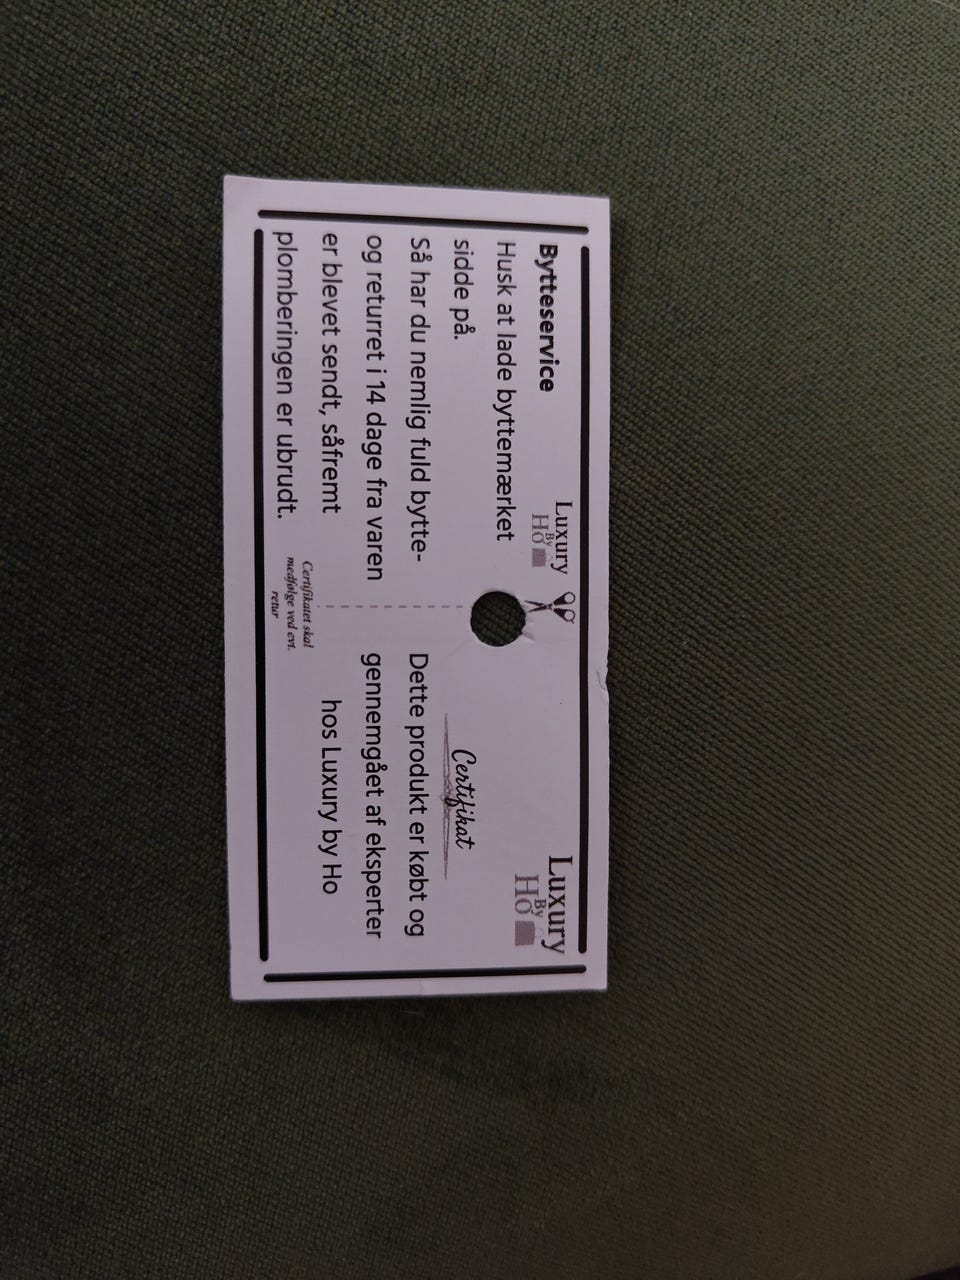 Luxury
By
Ho
Bytteservice
Husk at lade byttemærket
sidde på.
Så har du nemlig fuld bytte-
og returret i 14 dage fra varen
er blevet sendt, såfremt
plomberingen er ubrudt.
Certifikatet skal
medfølge ved evt.
retur
Luxury
By
Ho
Certifikat
Dette produkt er købt og
gennemgået af eksperter
hos Luxury by Ho